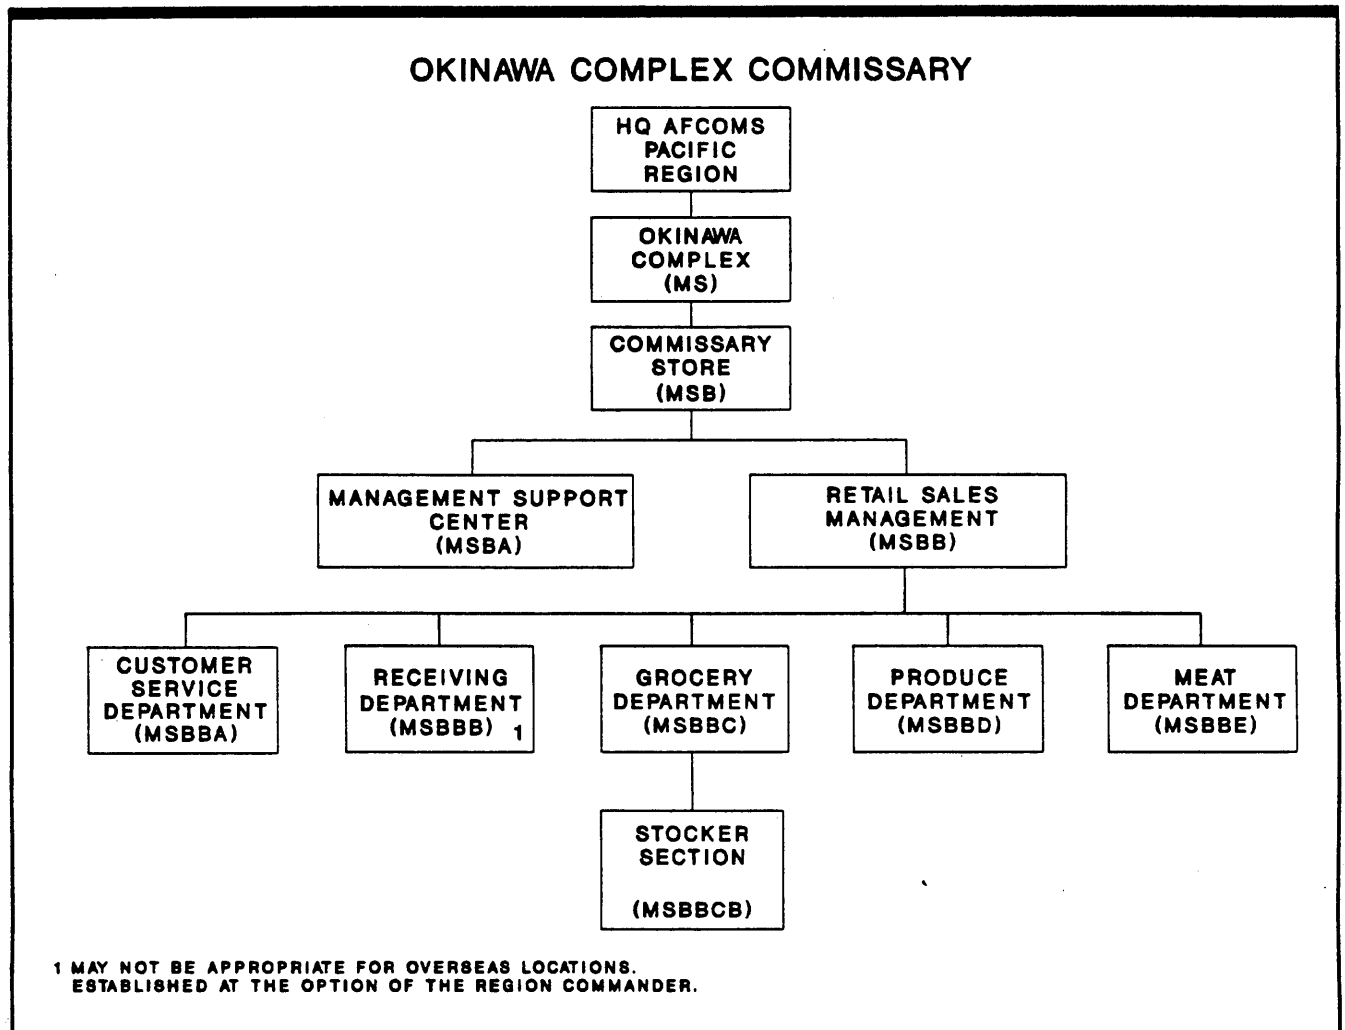 OKINAWA COMPLEX COMMISSARY
HQ AFCOMS
PACIFIC
REGION
OKINAWA
COMPLEX
(MS)
COMMISSARY
STORE
(MSB)
MANAGEMENT SUPPORT
CENTER
(MSBA)
RETAIL SALES
MANAGEMENT
(MSBB)
CUSTOMER
SERVICE
DEPARTMENT
(MSBBA)
RECEIVING
DEPARTMENT
(MSBBB) 1
GROCERY
DEPARTMENT
(MSBBC)
PRODUCE
DEPARTMENT
(MSBBD)
MEAT
DEPARTMENT
(MSBBE)
STOCKER
SECTION
(MSBBCB)
1 MAY NOT BE APPROPRIATE FOR OVERSEAS LOCATIONS.
ESTABLISHED AT THE OPTION OF THE REGION COMMANDER.